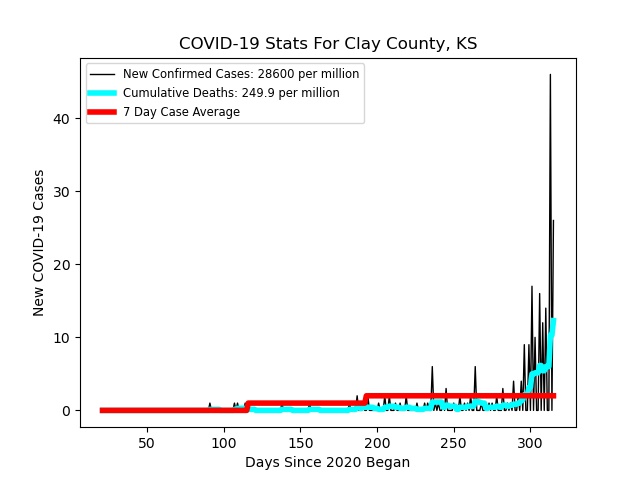 COVID-19 Stats For Clay County, KS
New Confirmed Cases: 28600 per million
Cumulative Deaths: 249.9 per million
7 Day Case Average
New COVID-19 Cases
40
30
20
10
0
50
100
150
200
250
300
Days Since 2020 Began